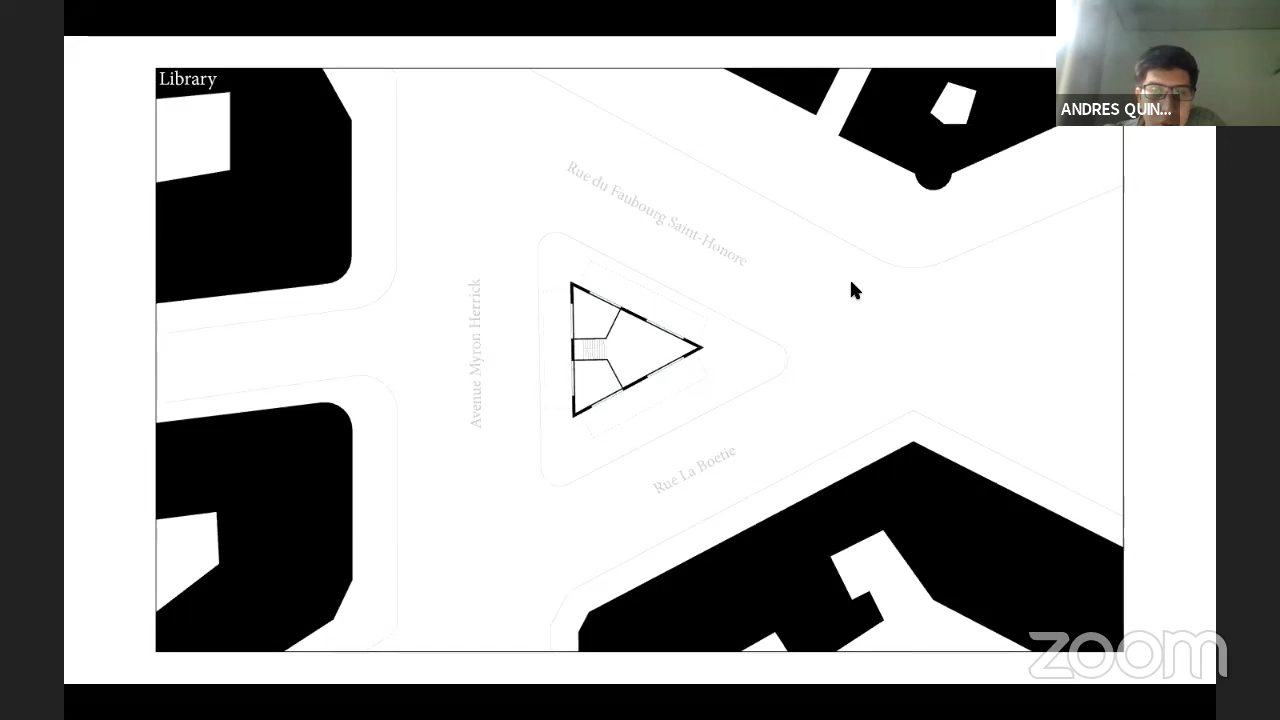 Library
ANDRES QUIN...
Rue du Faubourg Saint-Honore
Avenue Myron Herrick
Rue La Boetie
zoom